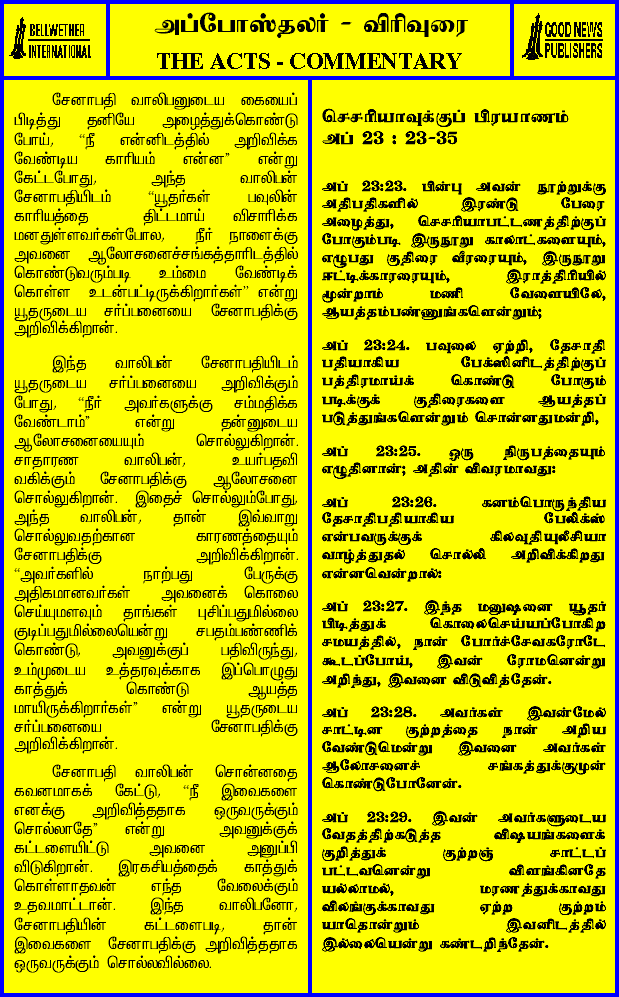 BELLWETHER
INTERNATIONAL
அப்போஸ்தலர் - விரிவுரை
THE ACTS - COMMENTARY
GOOD NEWS
PUBLISHERS
சேனாபதி வாலிபனுடைய கையைப்
பிடித்து தனியே அழைத்துக்கொண்டு
போய், “நீ என்னிடத்தில் அறிவிக்க
வேண்டிய காரியம் என்ன” என்று
கேட்டபோது, அந்த வாலிபன்
சேனாபதியிடம் “யூதர்கள் பவுலின்
காரியத்தை திட்டமாய் விசாரிக்க
மனதுள்ளவர்கள்போல, நீர் நாளைக்கு
அவனை ஆலோசனைச்சங்கத்தாரிடத்தில்
கொண்டுவரும்படி உம்மை வேண்டிக்
கொள்ள உடன்பட்டிருக்கிறார்கள்” என்று
யூதருடைய சர்ப்பனையை சேனாபதிக்கு
அறிவிக்கிறான்.
இந்த வாலிபன் சேனாபதியிடம்
யூதருடைய சர்ப்பனையை அறிவிக்கும்
போது, “நீர் அவர்களுக்கு சம்மதிக்க
வேண்டாம்” என்று தன்னுடைய
ஆலோசனையையும் சொல்லுகிறான்.
சாதாரண வாலிபன், உயர்பதவி
வகிக்கும் சேனாபதிக்கு ஆலோசனை
சொல்லுகிறான். இதைச் சொல்லும்போது,
அந்த வாலிபன், தான் இவ்வாறு
சொல்லுவதற்கான காரணத்தையும்
சேனாபதிக்கு அறிவிக்கிறான்.
“அவர்களில் நாற்பது பேருக்கு
அதிகமானவர்கள் அவனைக் கொலை
செய்யுமளவும் தாங்கள் புசிப்பதுமில்லை
குடிப்பதுமில்லையென்று சபதம்பண்ணிக்
கொண்டு, அவனுக்குப் பதிவிருந்து,
உம்முடைய உத்தரவுக்காக இப்பொழுது
காத்துக் கொண்டு ஆயத்த
மாயிருக்கிறார்கள்” என்று யூதருடைய
சர்ப்பனையை சேனாபதிக்கு
அறிவிக்கிறான்.
சேனாபதி வாலிபன் சொன்னதை
கவனமாகக் கேட்டு, “நீ இவைகளை
எனக்கு அறிவித்ததாக ஒருவருக்கும்
சொல்லாதே” என்று அவனுக்குக்
கட்டளையிட்டு அவனை அனுப்பி
விடுகிறான். இரகசியத்தைக் காத்துக்
கொள்ளாதவன் எந்த வேலைக்கும்
உதவமாட்டான். இந்த வாலிபனோ,
சேனாபதியின் கட்டளைபடி, தான்
இவைகளை சேனாபதிக்கு அறிவித்ததாக
ஒருவருக்கும் சொல்லவில்லை.
செசரியாவுக்குப் பிரயாணம்
அப் 23 : 23-35
அப் 23:23. பின்பு அவன் நூற்றுக்கு
அதிபதிகளில் இரண்டு பேரை
அழைத்து, செசரியாபட்டணத்திற்குப்
போகும்படி இருநூறு காலாட்களையும்,
எழுபது குதிரை வீரரையும், இருநூறு
ஈட்டிக்காரரையும், இராத்திரியில்
மூன்றாம் மணி வேளையிலே,
ஆயத்தம்பண்ணுங்களென்றும்;
அப் 23:24. பவுலை ஏற்றி, தேசாதி
பதியாகிய பேலிக்ஸினிடத்திற்குப்
பத்திரமாய்க் கொண்டு போகும்
படிக்குக் குதிரைகளை ஆயத்தப்
படுத்துங்களென்றும் சொன்னதுமன்றி,
அப் 23:25. ஒரு நிருபத்தையும்
எழுதினான்; அதின் விவரமாவது:
அப் 23:26. கனம்பொருந்திய
தேசாதிபதியாகிய பேலிக்ஸ்
என்பவருக்குக் கிலவுதியுலீசியா
வாழ்த்துதல் சொல்லி அறிவிக்கிறது
என்னவென்றால்:
அப் 23:27. இந்த மனுஷனை யூதர்
பிடித்துக் கொலைசெய்யப்போகிற
சமயத்தில், நான் போர்ச்சேவகரோடே
கூடப்போய், இவன் ரோமனென்று
அறிந்து, இவனை விடுவித்தேன்.
அப் 23:28. அவர்கள் இவன்மேல்
சாட்டின குற்றத்தை நான் அறிய
வேண்டுமென்று இவனை அவர்கள்
ஆலோசனைச் சங்கத்துக்குமுன்
கொண்டுபோனேன்.
அப் 23:29. இவன் அவர்களுடைய
வேதத்திற்கடுத்த விஷயங்களைக்
குறித்துக் குற்றஞ் சாட்டப்
பட்டவனென்று விளங்கினதே
யல்லாமல், மரணத்துக்காவது
விலங்குக்காவது ஏற்ற குற்றம்
யாதொன்றும் இவனிடத்தில்
இல்லையென்று கண்டறிந்தேன்.